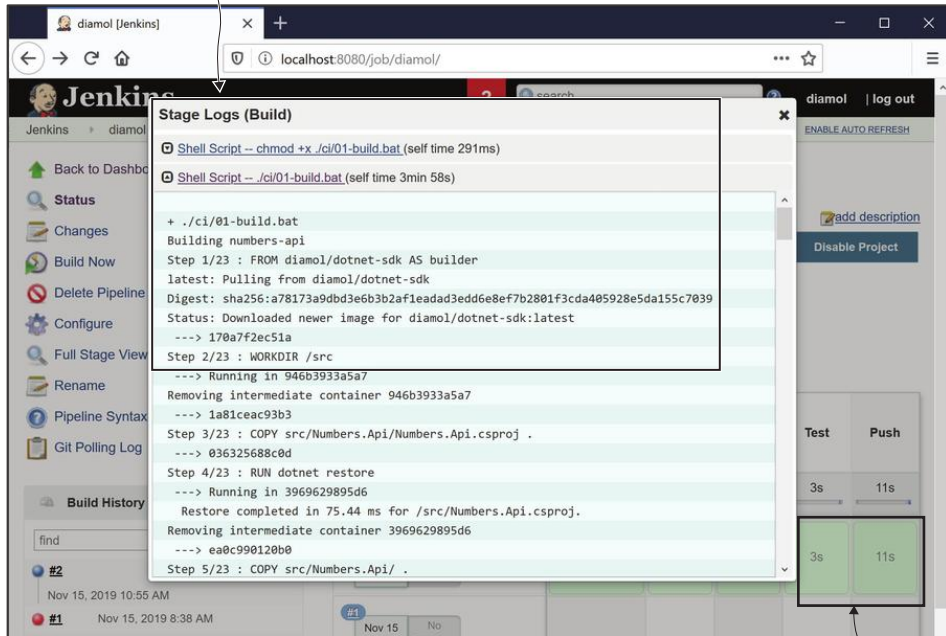 diamol [Jenkins]
localhost:8080/job/diamol/
Jenkins
search
diamol | log out
Jenkins diamol
ENABLE AUTO REFRESH
Back to
Status
Changes
Build Now
Delete Pipeline
Configure
Full Stage View
Rename
Pipeline Syntax
Git Polling Log
Build History
find
#2
Nov 15, 2019 10:55 AM
#1 Nov 15, 2019 8:38 AM
Stage Logs (Build)
Shell Script -- chmod +x ./ci/01-build.bat (self time 291ms)
Shell Script -- ./ci/01-build.bat (self time 3min 58s)
+ ./ci/01-build.bat
Building numbers-api
Step 1/23 : FROM diamol/dotnet-sdk AS builder
latest: Pulling from diamol/dotnet-sdk
Digest: sha256:a78173a9dbd3e6b3b2af1eadad3edd6e8ef7b2801f3cda405928e5da155c7039
Status: Downloaded newer image for diamol/dotnet-sdk:latest
---> 170a7f2ec51a
Step 2/23 : WORKDIR /src
---> Running in 946b3933a5a7
Removing intermediate container 946b3933a5a7
---> 1a81ceac93b3
Step 3/23 : COPY src/Numbers.Api/Numbers.Api.csproj .
---> 036325688c0d
Step 4/23 : RUN dotnet restore
---> Running in 3969629895d6
Restore completed in 75.44 ms for /src/Numbers.Api.csproj.
Removing intermediate container 3969629895d6
---> ea0c990120b0
Step 5/23 : COPY src/Numbers.Api/ .
add description
Disable Project
Test Push
3s 11s
3s 11s
#1
Nov 15 No